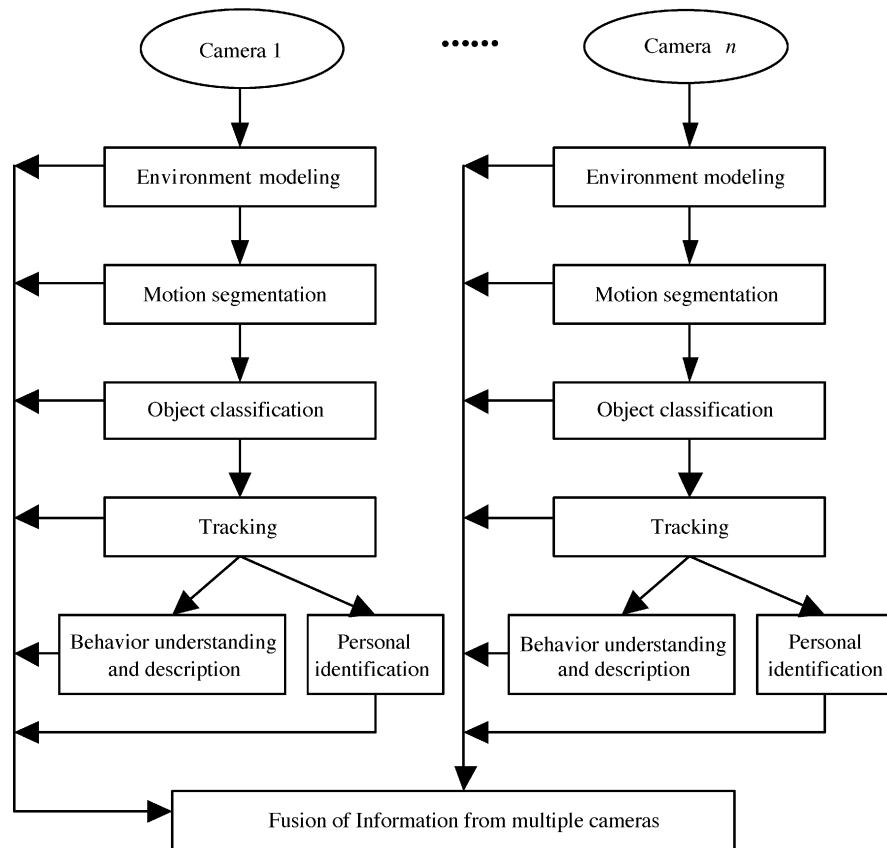 Camera 1
......
Camera n
Environment modeling
Environment modeling
Motion segmentation
Motion segmentation
Object classification
Object classification
Tracking
Tracking
Behavior understanding
and description
Personal
identification
Behavior understanding
and description
Personal
identification
Fusion of Information from multiple cameras